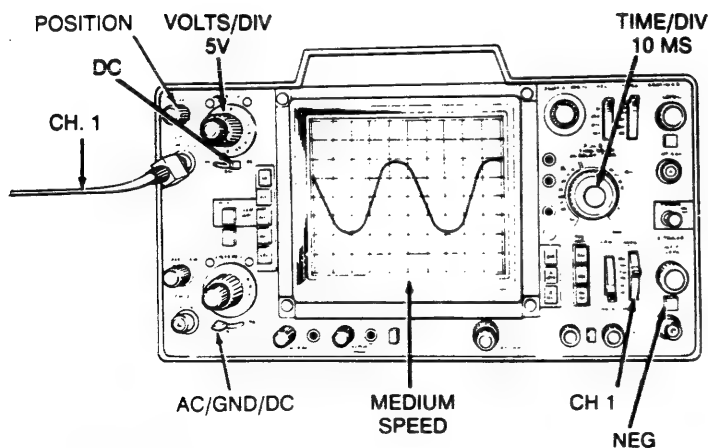 POSITION
VOLTS/DIV
5V
TIME/DIV
10 MS
DC
CH. 1
AC/GND/DC
MEDIUM
SPEED
CH 1
NEG